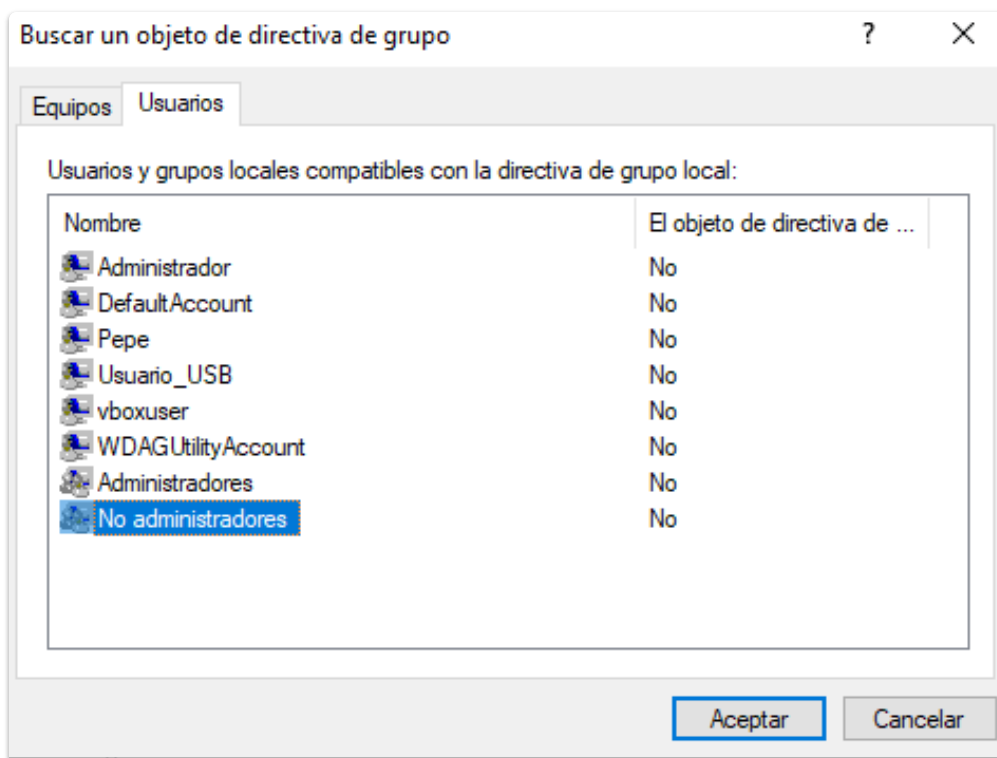 Buscar un objeto de directiva de grupo ? ×
Equipos Usuarios
Usuarios y grupos locales compatibles con la directiva de grupo local:
Nombre El objeto de directiva de ...
Administrador No
DefaultAccount No
Pepe No
Usuario_USB No
vboxuser No
WDAGUtilityAccount No
Administradores No
No administradores No
Aceptar Cancelar